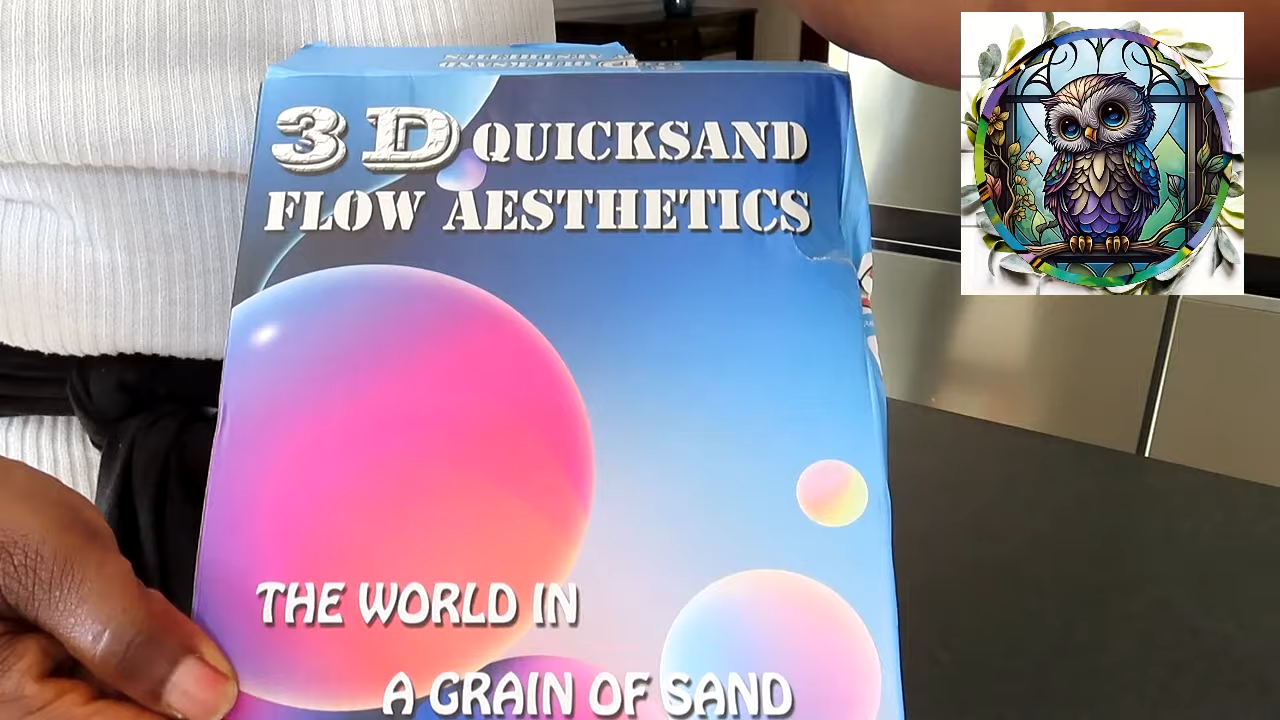 3D QUICKSAND
FLOW AESTHETICS
THE WORLD IN
A GRAIN OF SAND